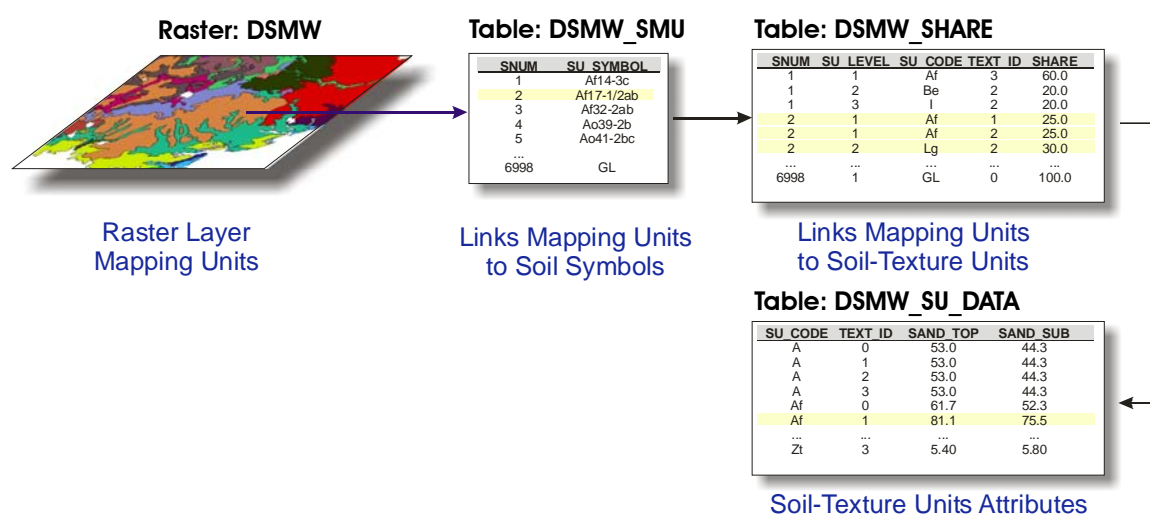 Raster: DSMW
Raster Layer
Mapping Units
Table: DSMW_SMU
SNUM SU_SYMBOL
1 Af14-3c
2 Af17-1/2ab
3 Af32-2ab
4 Ao39-2b
5 Ao41-2bc
...
6998 GL
Links Mapping Units
to Soil Symbols
Table: DSMW_SHARE
SNUM SU_LEVEL SU_CODE TEXT_ID SHARE
1 1 Af 3 60.0
1 2 Be 2 20.0
1 3 I 2 20.0
2 1 Af 1 25.0
2 1 Af 2 25.0
2 2 Lg 2 30.0
... ... ... ... ...
6998 1 GL 0 100.0
Links Mapping Units
to Soil-Texture Units
Table: DSMW_SU_DATA
SU_CODE TEXT_ID SAND_TOP SAND_SUB
A 0 53.0 44.3
A 1 53.0 44.3
A 2 53.0 44.3
A 3 53.0 44.3
Af 0 61.7 52.3
Af 1 81.1 75.5
... ... ... ...
Zt 3 5.40 5.80
Soil-Texture Units Attributes